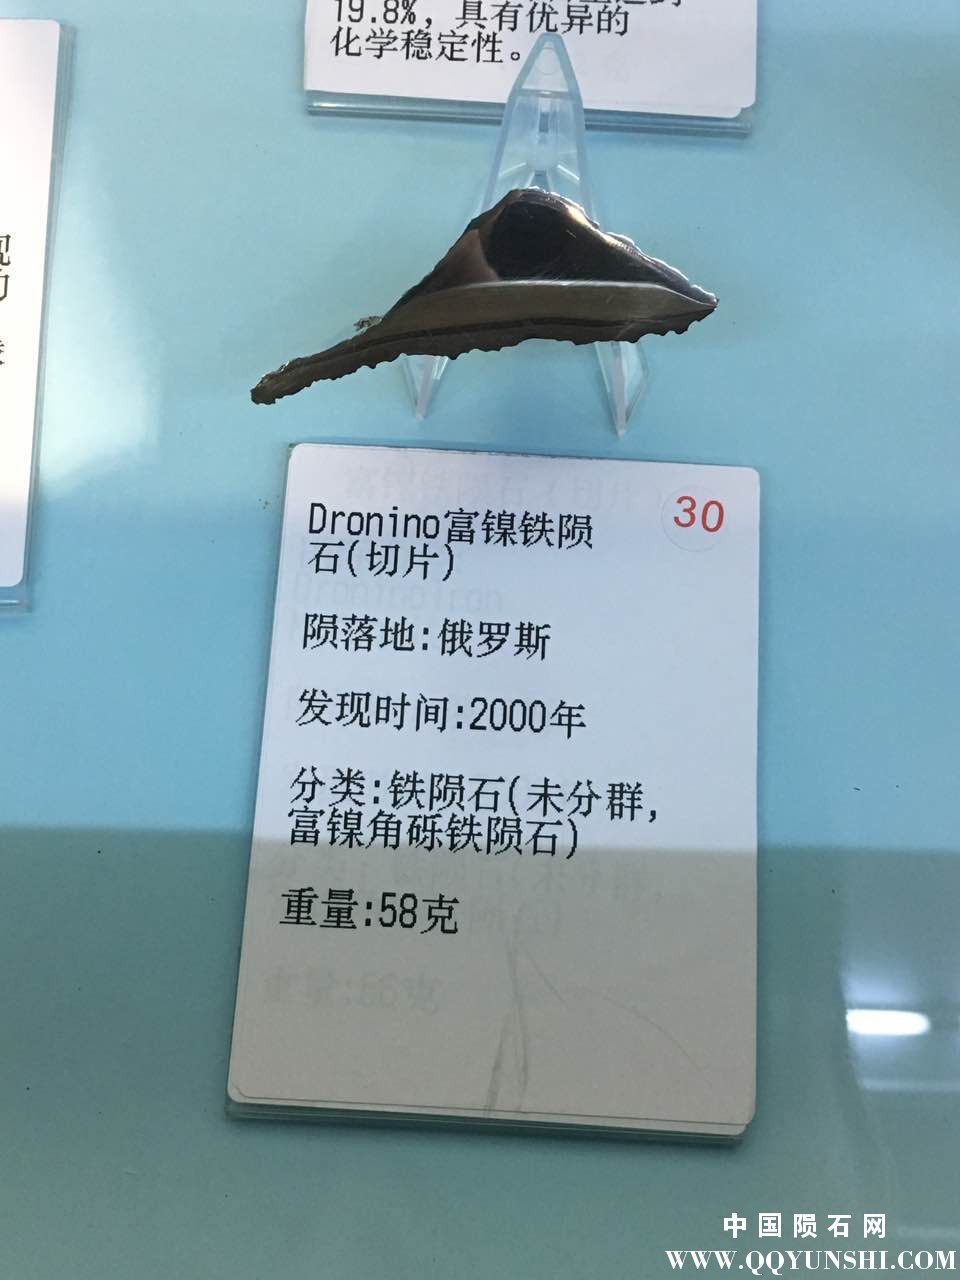 19.8%，具有优异的
化学稳定性。
30
Dronino富镍铁陨
石(切片)
陨落地:俄罗斯
发现时间:2000年
分类:铁陨石(未分群,
富镍角砾铁陨石)
重量:58克
中国陨石网
WWW.QQYUNSHI.COM